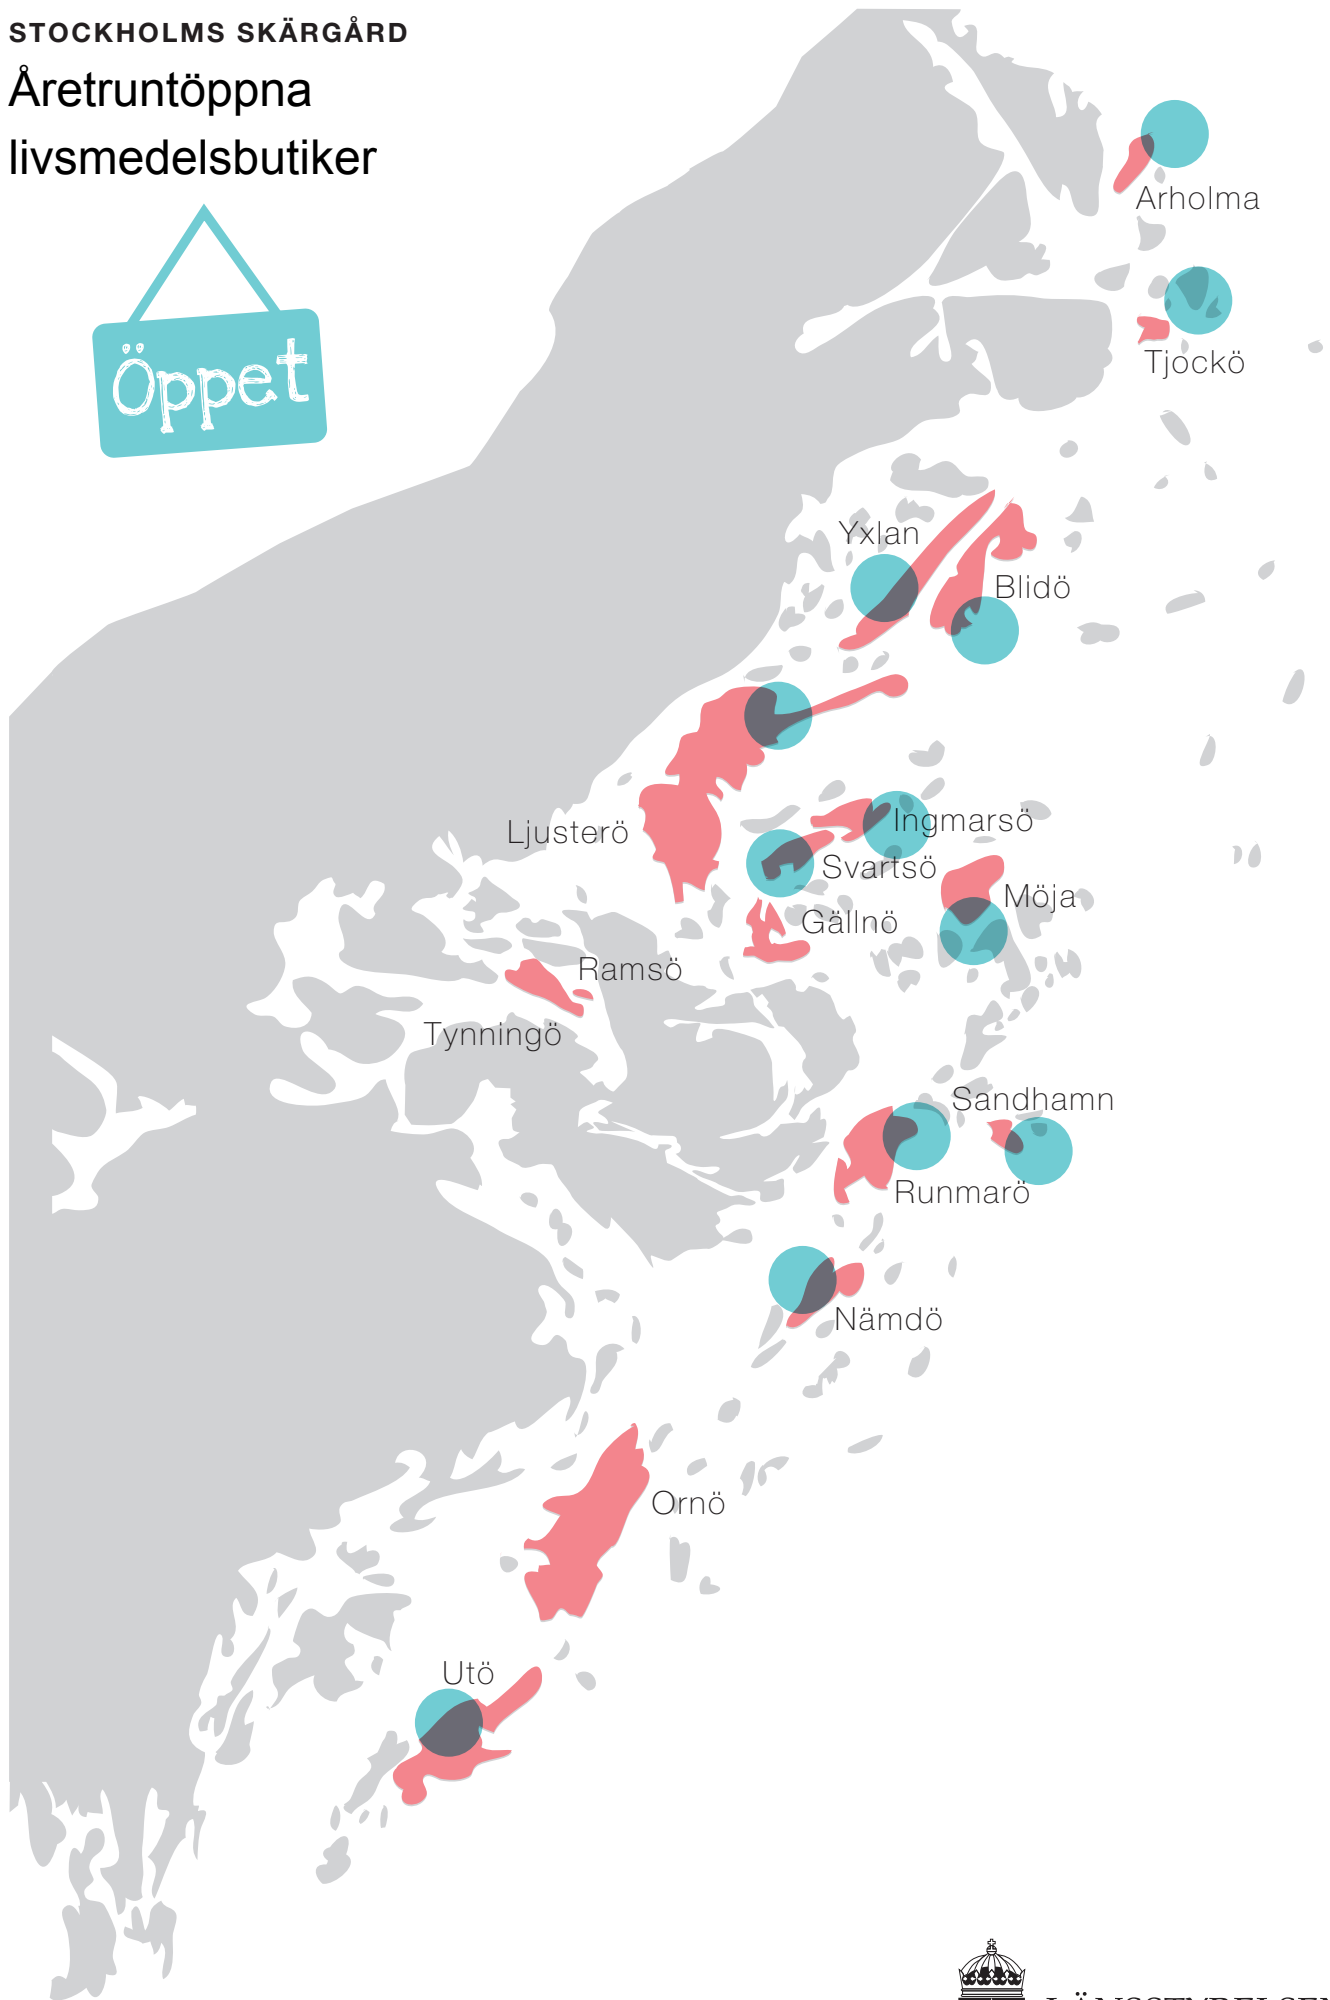 STOCKHOLMS SKÄRGÅRD
Åretruntöppna
livsmedelsbutiker
Öppet
Arholma
Tjockö
Yxlan
Blidö
Ljusterö
Ingmarsö
Svartsö
Möja
Gällnö
Ramsö
Tynningö
Sandhamn
Runmarö
Nämdö
Ornö
Utö
LÄNSSTYRELSEN